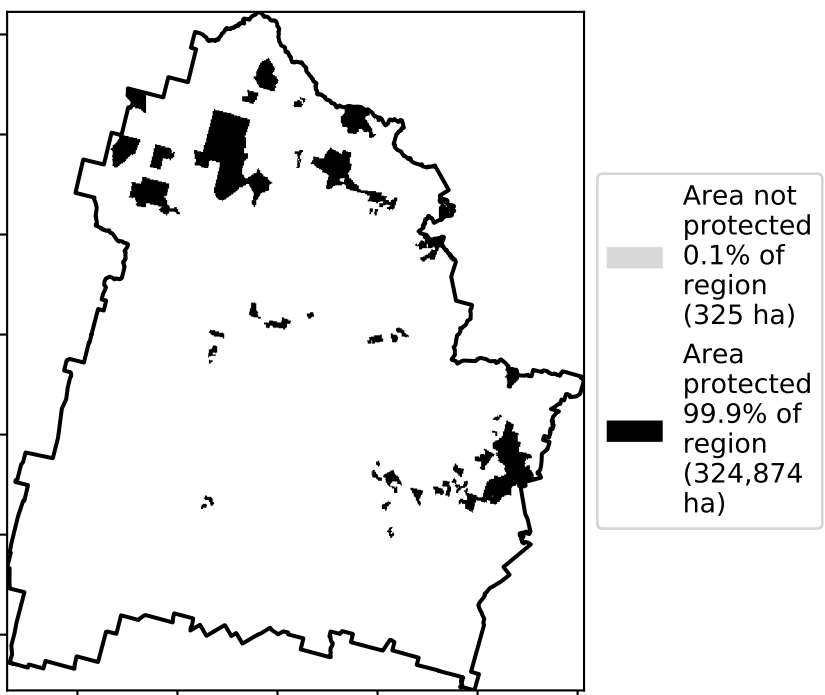 Area not
protected
0.1% of
region
(325 ha)
Area
protected
99.9% of
region
(324,874
ha)